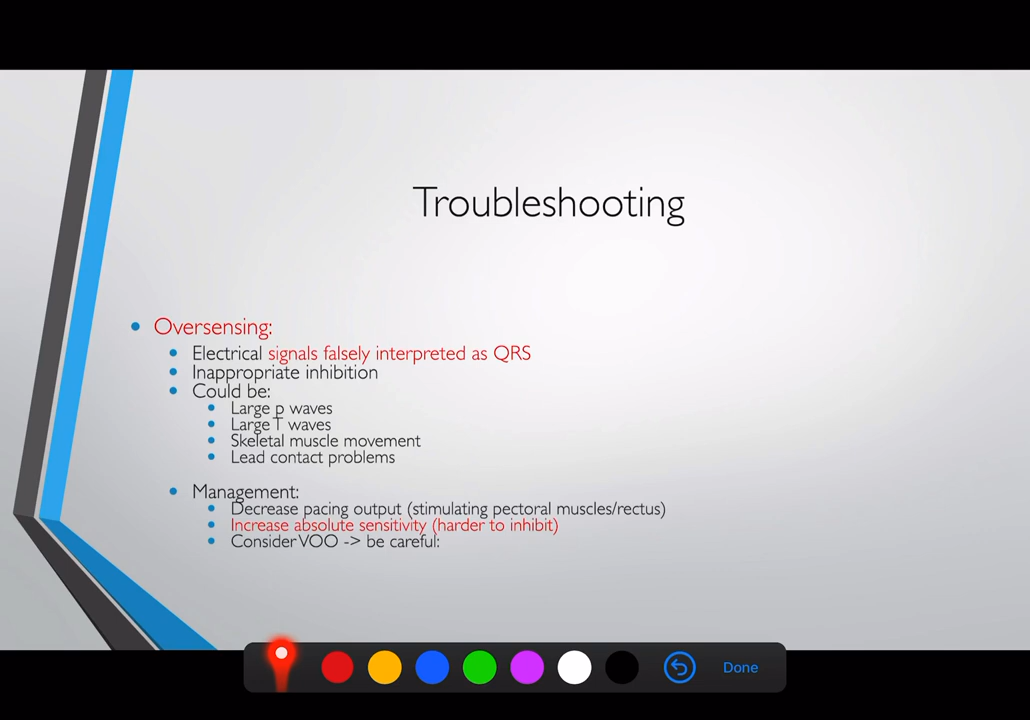 Troubleshooting
Oversensing:
Electrical signals falsely interpreted as QRS
Inappropriate inhibition
Could be:
Large p waves
Large T waves
Skeletal muscle movement
Lead contact problems
Management:
Decrease pacing output (stimulating pectoral muscles/rectus)
Increase absolute sensitivity (harder to inhibit)
Consider VOO -> be careful:
Done